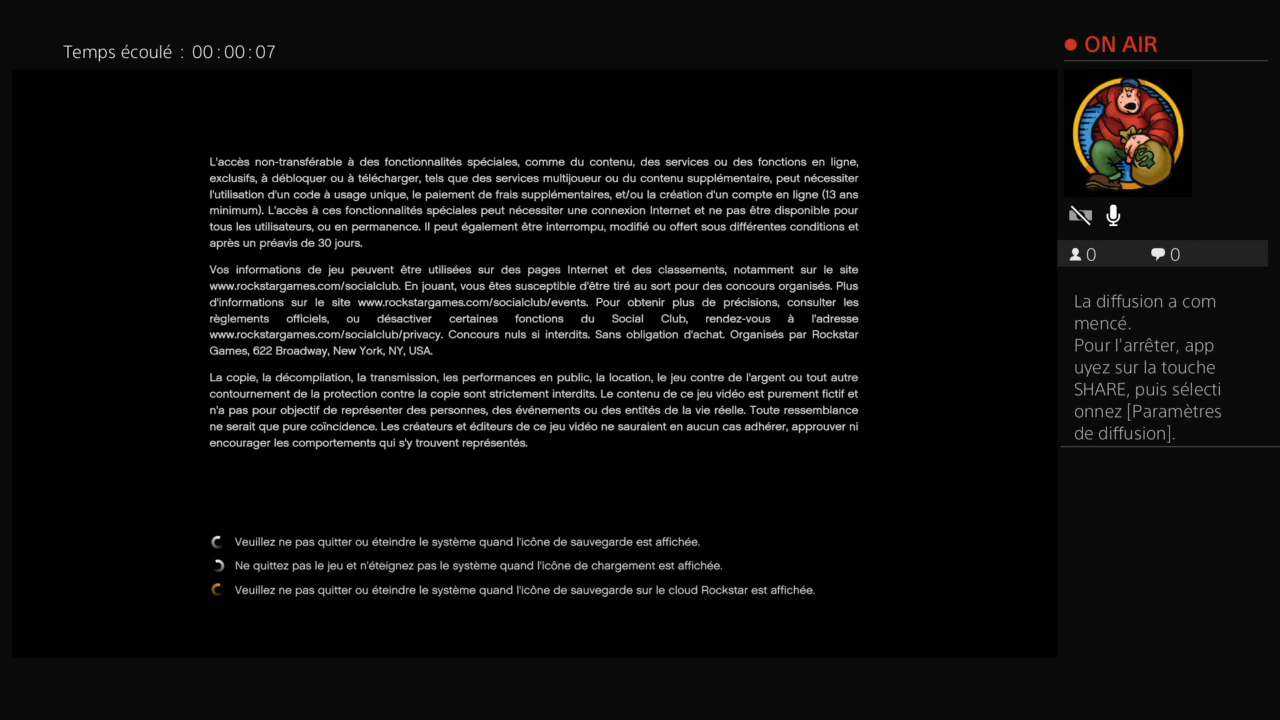 Temps écoulé : 00:00:07
ON AIR
L'accès non-transférable à des fonctionnalités spéciales, comme du contenu, des services ou des fonctions en ligne,
exclusifs, à débloquer ou à télécharger, tels que des services multijoueur ou du contenu supplémentaire, peut nécessiter
l'utilisation d'un code à usage unique, le paiement de frais supplémentaires, et/ou la création d'un compte en ligne (13 ans
minimum). L'accès à ces fonctionnalités spéciales peut nécessiter une connexion Internet et ne pas être disponible pour
tous les utilisateurs, ou en permanence. Il peut également être interrompu, modifié ou offert sous différentes conditions et
après un préavis de 30 jours.
Vos informations de jeu peuvent être utilisées sur des pages Internet et des classements, notamment sur le site
www.rockstargames.com/socialclub. En jouant, vous êtes susceptible d'être tiré au sort pour des concours organisés. Plus
d'informations sur le site www.rockstargames.com/socialclub/events. Pour obtenir plus de précisions, consulter les
règlements officiels, ou désactiver certaines fonctions du Social Club, rendez-vous à l'adresse
www.rockstargames.com/socialclub/privacy. Concours nuls si interdits. Sans obligation d'achat. Organisés par Rockstar
Games, 622 Broadway, New York, NY, USA.
La copie, la décompilation, la transmission, les performances en public, la location, le jeu contre de l'argent ou tout autre
contournement de la protection contre la copie sont strictement interdits. Le contenu de ce jeu vidéo est purement fictif et
n'a pas pour objectif de représenter des personnes, des événements ou des entités de la vie réelle. Toute ressemblance
ne serait que pure coïncidence. Les créateurs et éditeurs de ce jeu vidéo ne sauraient en aucun cas adhérer, approuver ni
encourager les comportements qui s'y trouvent représentés.
Veuillez ne pas quitter ou éteindre le système quand l'icône de sauvegarde est affichée.
Ne quittez pas le jeu et n'éteignez pas le système quand l'icône de chargement est affichée.
Veuillez ne pas quitter ou éteindre le système quand l'icône de sauvegarde sur le cloud Rockstar est affichée.
0 0
La diffusion a com
mencé.
Pour l'arrêter, app
uyez sur la touche
SHARE, puis sélecti
onnez [Paramètres
de diffusion].